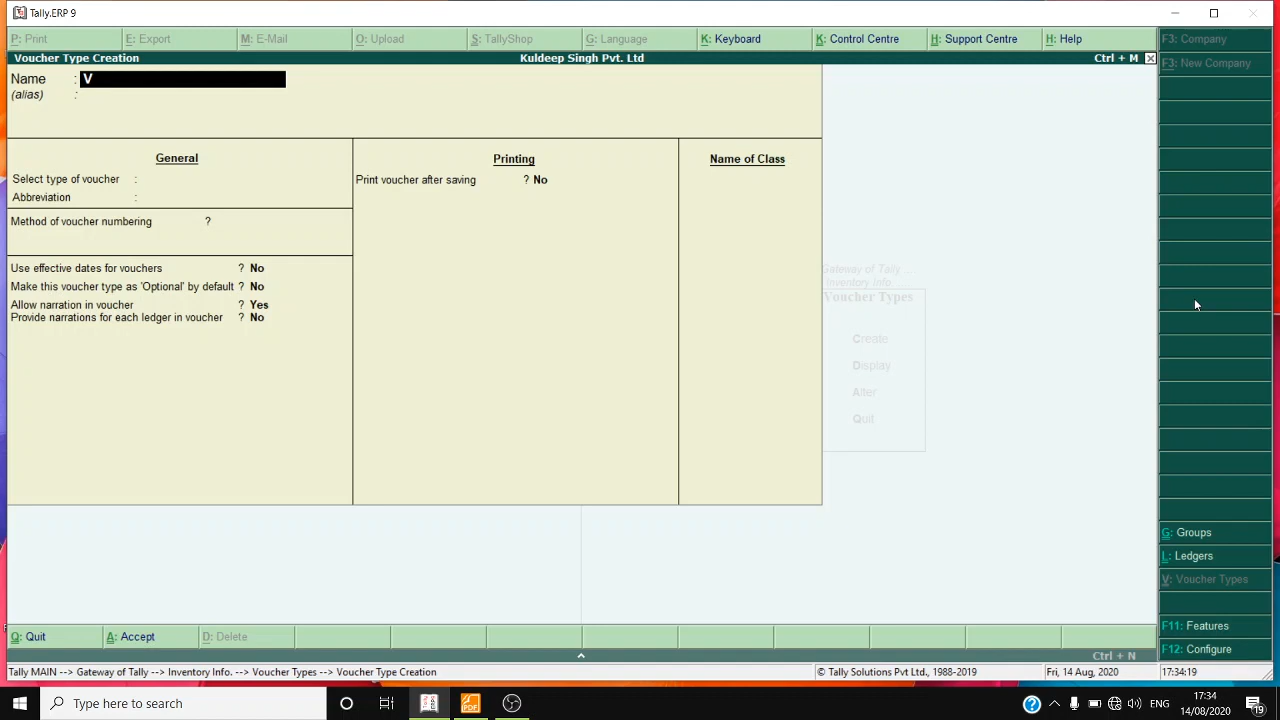 Tally.ERP 9
P: Print
E: Export
M: E-Mail
O: Upload
S: TallyShop
G: Language
K: Keyboard
K: Control Centre
H: Support Centre
H: Help
F3: Company
Voucher Type Creation
Kuldeep Singh Pvt. Ltd
Ctrl + M
F3: New Company
Name : V
(alias) :
General
Printing
Name of Class
Select type of voucher :
Print voucher after saving ? No
Abbreviation :
Method of voucher numbering ?
Use effective dates for vouchers ? No
Make this voucher type as 'Optional' by default ? No
Allow narration in voucher ? Yes
Provide narrations for each ledger in voucher ? No
Gateway of Tally ...
Inventory Info. ...
Voucher Types
Create
Display
Alter
Quit
G: Groups
L: Ledgers
V: Voucher Types
F11: Features
F12: Configure
Q: Quit
A: Accept
D: Delete
Ctrl + N
Tally MAIN --> Gateway of Tally --> Inventory Info. --> Voucher Types --> Voucher Type Creation
© Tally Solutions Pvt Ltd., 1988-2019
Fri, 14 Aug, 2020
17:34:19
Type here to search
ENG
17:34
14/08/2020
19